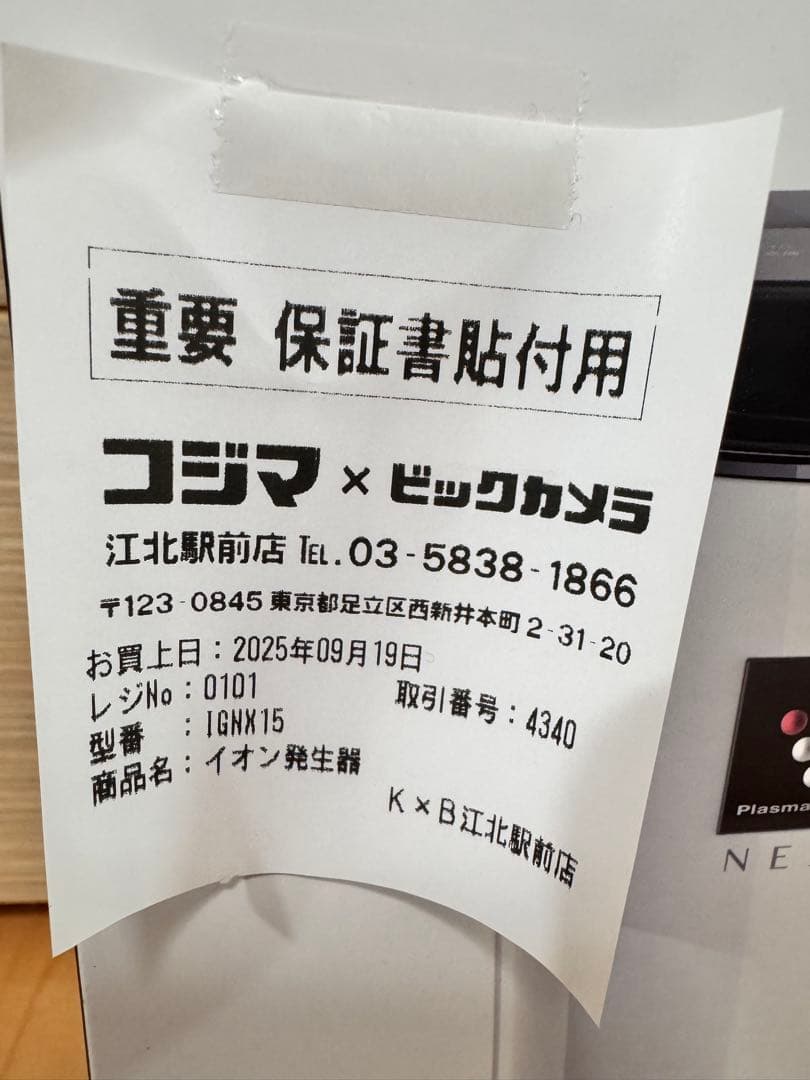 重要 保証書貼付用
コジマ×ビックカメラ
江北駅前店 TEL.03-5838-1866
〒123-0845 東京都足立区西新井本町2-31-20
お買上日：2025年09月19日
レジNo：0101 取引番号：4340
型番 ：IGNX15
商品名：イオン発生器
K×B江北駅前店
Plasma
NE